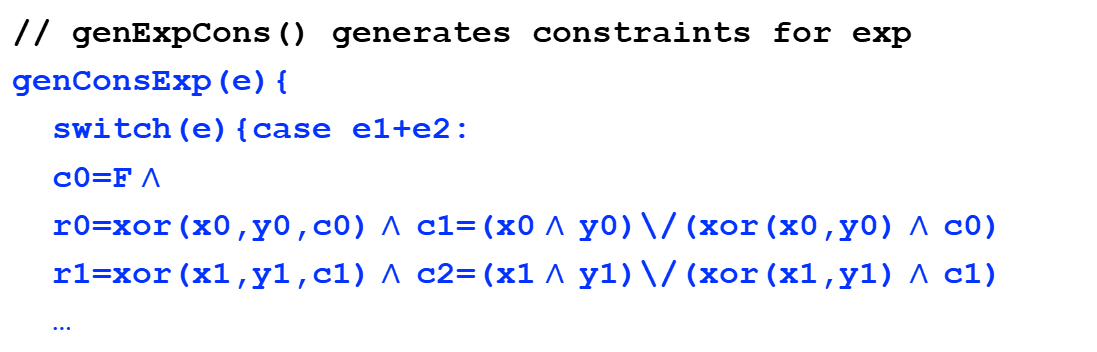 // genExpCons() generates constraints for exp
genConsExp(e){
switch(e){case e1+e2:
c0=F ∧
r0=xor(x0,y0,c0) ∧ c1=(x0 ∧ y0)\/(xor(x0,y0) ∧ c0)
r1=xor(x1,y1,c1) ∧ c2=(x1 ∧ y1)\/(xor(x1,y1) ∧ c1)
…